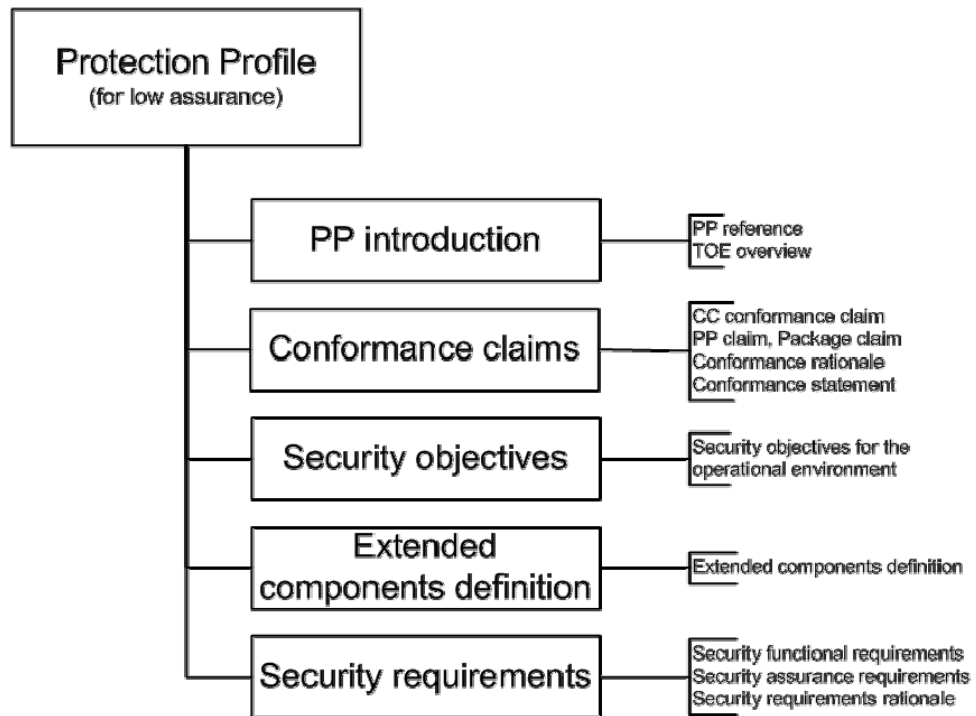 Protection Profile
(for low assurance)
PP introduction
PP reference
TOE overview
Conformance claims
CC conformance claim
PP claim, Package claim
Conformance rationale
Conformance statement
Security objectives
Security objectives for the
operational environment
Extended
components definition
Extended components definition
Security requirements
Security functional requirements
Security assurance requirements
Security requirements rationale